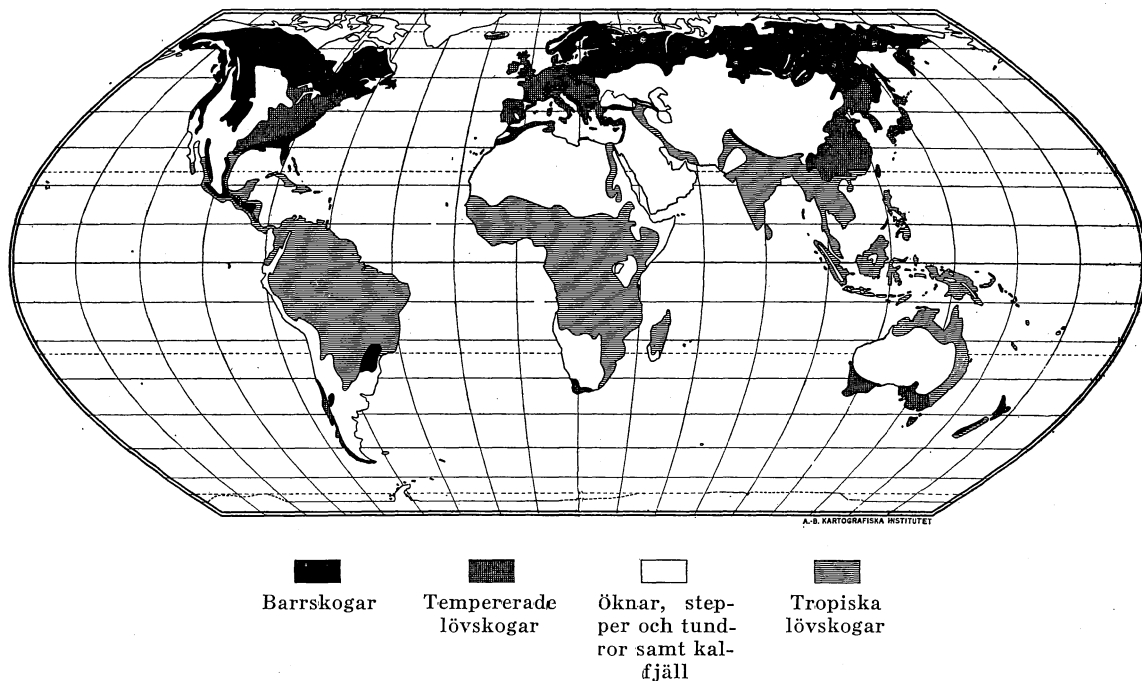 A.-B. KARTOGRAFISKA INSTITUTET
Barrskogar
Tempererade
lövskogar
öknar, step-
per och tund-
ror samt kal-
fjäll
Tropiska
lövskogar